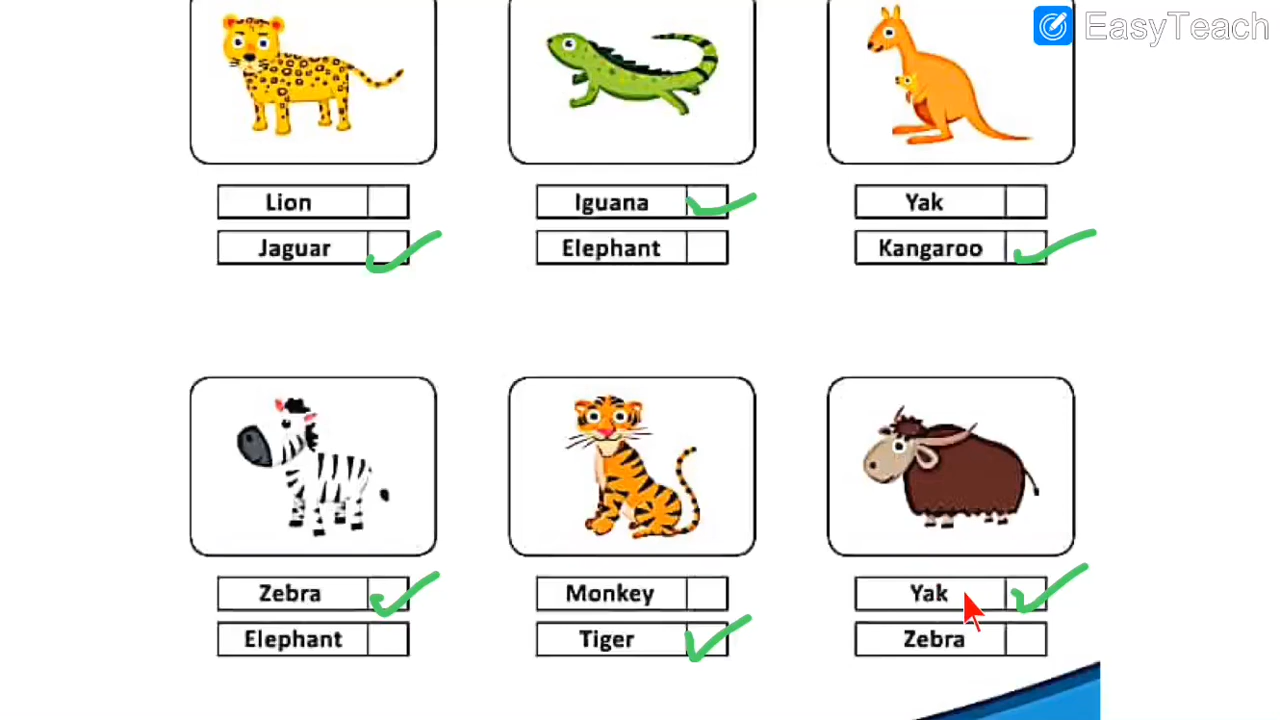 EasyTeach
Lion
Iguana
Yak
Jaguar
Elephant
Kangaroo
Zebra
Monkey
Yak
Elephant
Tiger
Zebra